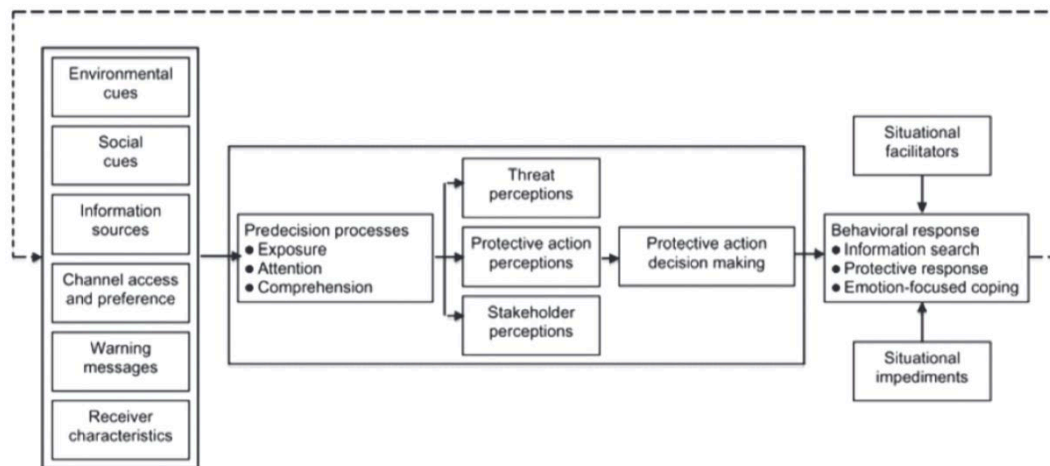 Environmental
cues
Social
cues
Information
sources
Channel access
and preference
Warning
messages
Receiver
characteristics
Predecision processes
● Exposure
● Attention
● Comprehension
Threat
perceptions
Protective action
perceptions
Stakeholder
perceptions
Protective action
decision making
Situational
facilitators
Behavioral response
● Information search
● Protective response
● Emotion-focused coping
Situational
impediments